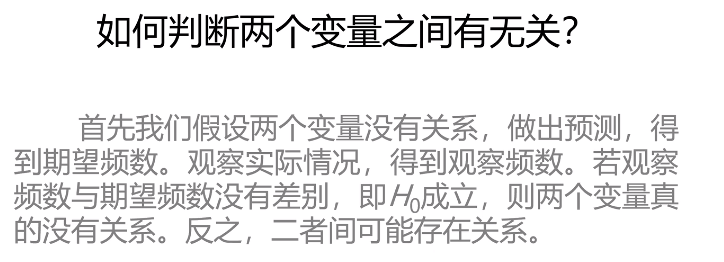 如何判断两个变量之间有无关？
首先我们假设两个变量没有关系，做出预测，得
到期望频数。观察实际情况，得到观察频数。若观察
频数与期望频数没有差别，即H₀成立，则两个变量真
的没有关系。反之，二者间可能存在关系。